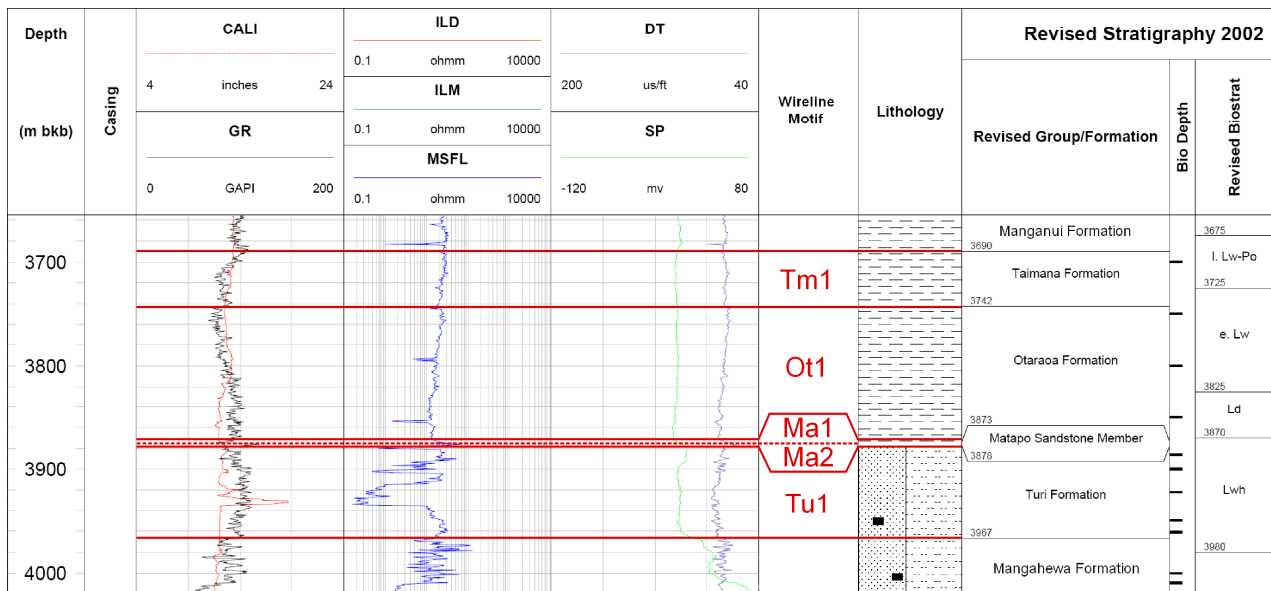 Depth
(m bkb)
Casing
CALI
4 inches 24
GR
0 GAPI 200
ILD
0.1 ohmm 10000
ILM
0.1 ohmm 10000
MSFL
0.1 ohmm 10000
DT
200 us/ft 40
SP
-120 mv 80
Wireline
Motif
Lithology
Revised Stratigraphy 2002
Revised Group/Formation
Bio Depth
Revised Biostrat
3700
3800
3900
4000
Tm1
Ot1
Ma1
Ma2
Tu1
Manganui Formation
3690
Taimana Formation
3742
Otaraoa Formation
3873
Matapo Sandstone Member
3878
Turi Formation
3967
Mangahewa Formation
3675
l. Lw-Po
3725
e. Lw
3825
Ld
3870
Lwh
3980